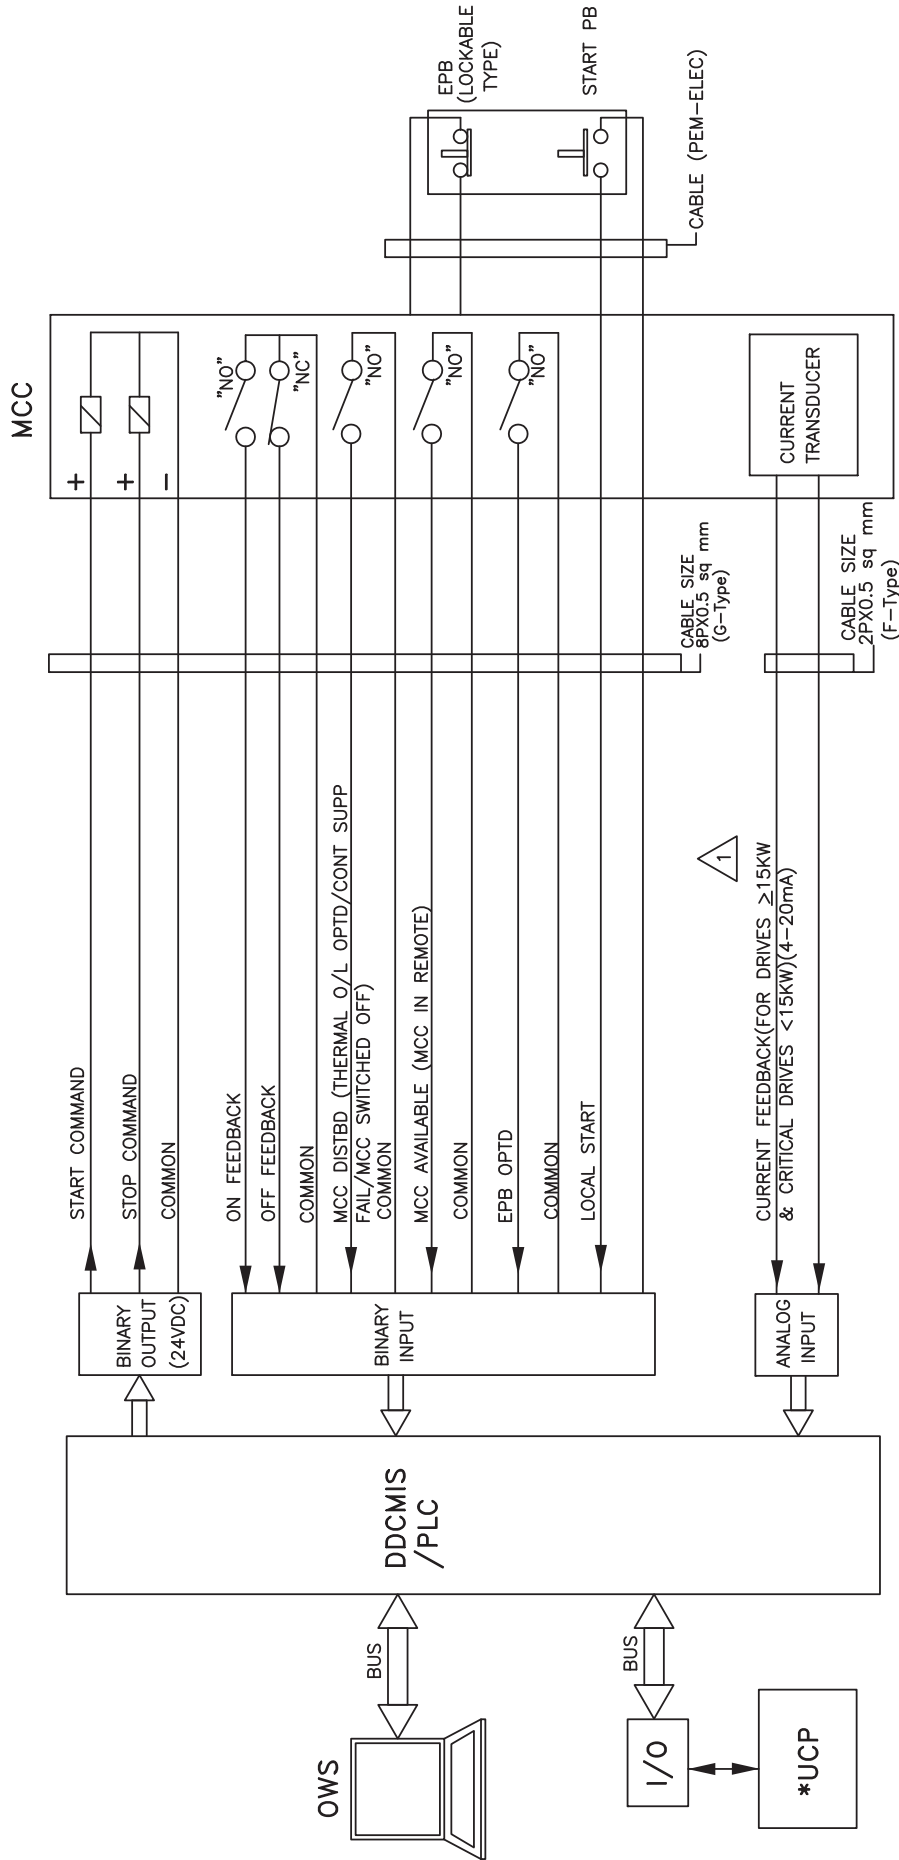 OWS
BUS
I/O
BUS
*UCP
DDCMIS
/PLC
BINARY
OUTPUT
(24VDC)
START COMMAND
STOP COMMAND
COMMON
BINARY
INPUT
ON FEEDBACK
OFF FEEDBACK
COMMON
MCC DISTBD (THERMAL O/L OPTD/CONT SUPP
FAIL/MCC SWITCHED OFF)
COMMON
MCC AVAILABLE (MCC IN REMOTE)
COMMON
EPB OPTD
COMMON
LOCAL START
ANALOG
INPUT
CURRENT FEEDBACK(FOR DRIVES ≥15KW
& CRITICAL DRIVES <15KW)(4-20mA)
1
CABLE SIZE
8PX0.5 sq mm
(G-Type)
CABLE SIZE
2PX0.5 sq mm
(F-Type)
MCC
+
+
-
"NO"
"NC"
"NO"
"NO"
"NO"
CURRENT
TRANSDUCER
CABLE (PEM-ELEC)
EPB
(LOCKABLE
TYPE)
START PB